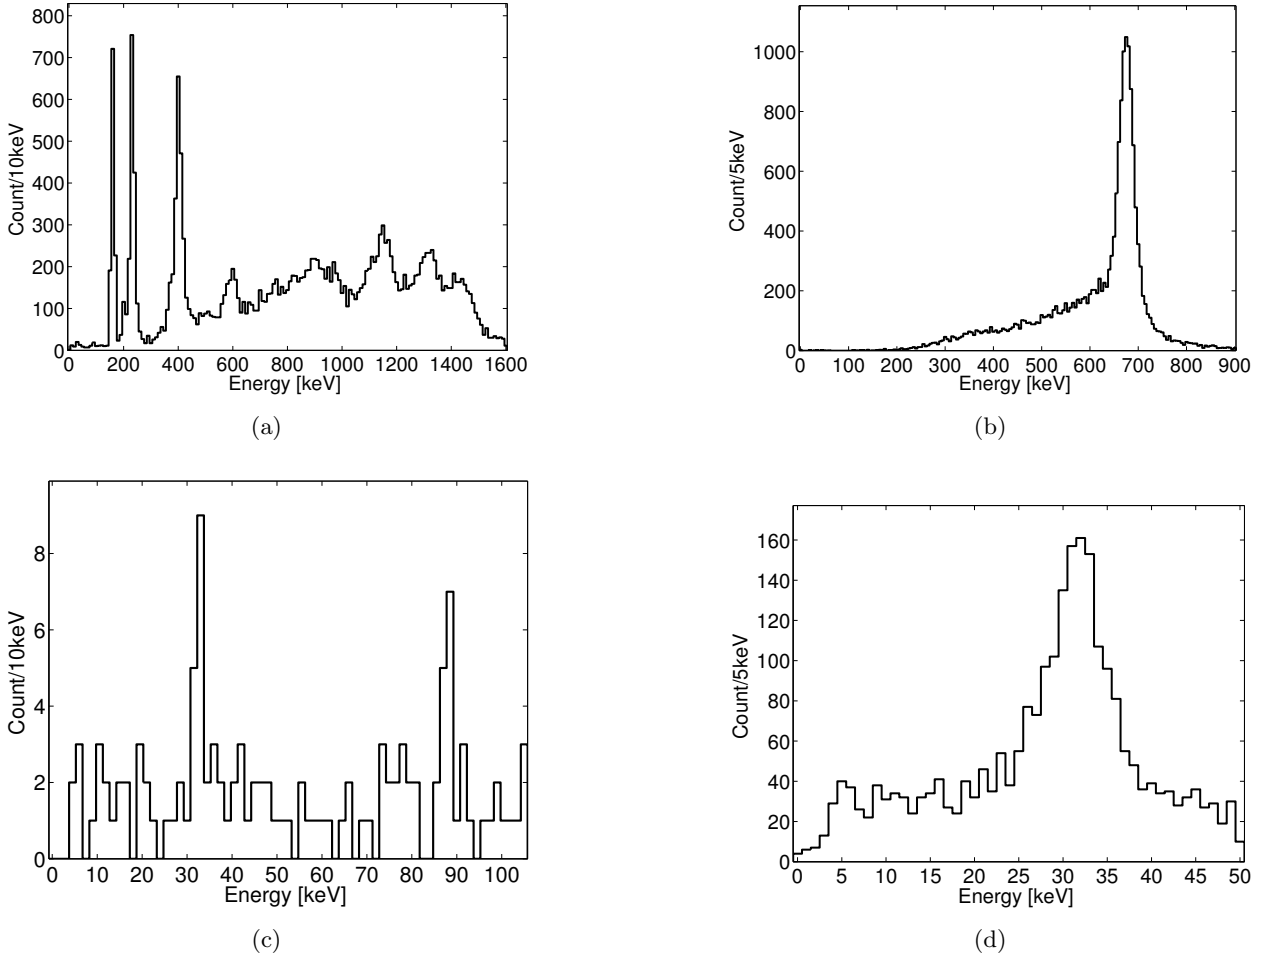 800
700
600
500
400
300
200
100
0
Count/10keV
0 200 400 600 800 1000 1200 1400 1600
Energy [keV]
(a)
1000
800
600
400
200
0
Count/5keV
0 100 200 300 400 500 600 700 800 900
Energy [keV]
(b)
8
6
4
2
0
Count/10keV
0 10 20 30 40 50 60 70 80 90 100
Energy [keV]
(c)
160
140
120
100
80
60
40
20
0
Count/5keV
0 5 10 15 20 25 30 35 40 45 50
Energy [keV]
(d)